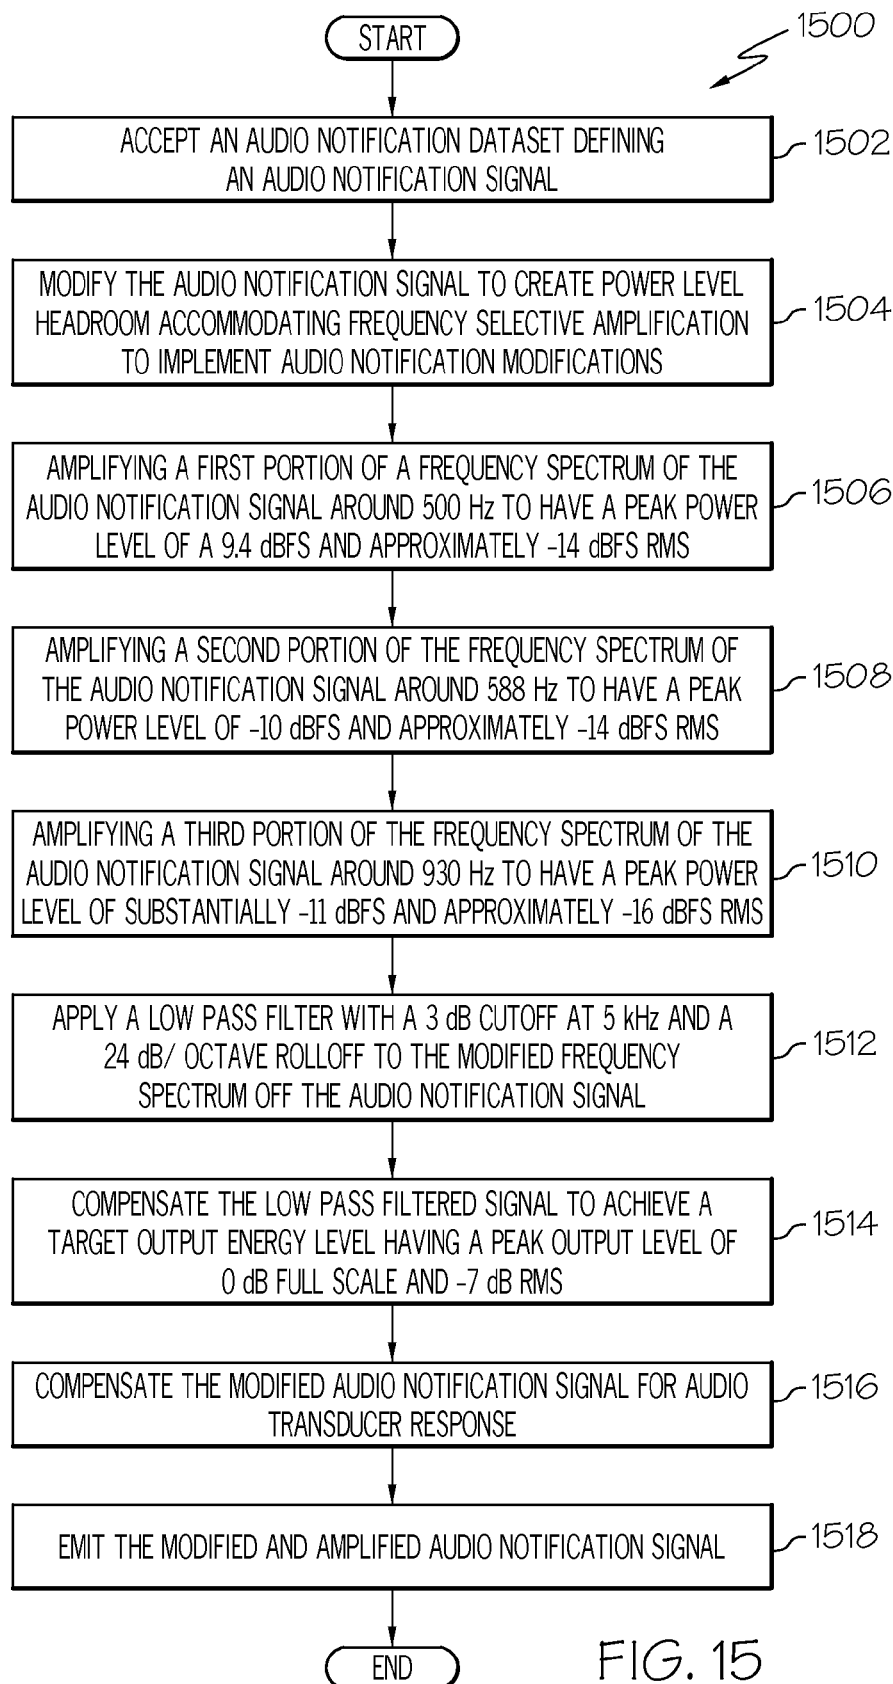 START
1500
ACCEPT AN AUDIO NOTIFICATION DATASET DEFINING
AN AUDIO NOTIFICATION SIGNAL
1502
MODIFY THE AUDIO NOTIFICATION SIGNAL TO CREATE POWER LEVEL
HEADROOM ACCOMMODATING FREQUENCY SELECTIVE AMPLIFICATION
TO IMPLEMENT AUDIO NOTIFICATION MODIFICATIONS
1504
AMPLIFYING A FIRST PORTION OF A FREQUENCY SPECTRUM OF THE
AUDIO NOTIFICATION SIGNAL AROUND 500 Hz TO HAVE A PEAK POWER
LEVEL OF A 9.4 dBFS AND APPROXIMATELY –14 dBFS RMS
1506
AMPLIFYING A SECOND PORTION OF THE FREQUENCY SPECTRUM OF
THE AUDIO NOTIFICATION SIGNAL AROUND 588 Hz TO HAVE A PEAK
POWER LEVEL OF –10 dBFS AND APPROXIMATELY –14 dBFS RMS
1508
AMPLIFYING A THIRD PORTION OF THE FREQUENCY SPECTRUM OF THE
AUDIO NOTIFICATION SIGNAL AROUND 930 Hz TO HAVE A PEAK POWER
LEVEL OF SUBSTANTIALLY –11 dBFS AND APPROXIMATELY –16 dBFS RMS
1510
APPLY A LOW PASS FILTER WITH A 3 dB CUTOFF AT 5 kHz AND A
24 dB/ OCTAVE ROLLOFF TO THE MODIFIED FREQUENCY
SPECTRUM OFF THE AUDIO NOTIFICATION SIGNAL
1512
COMPENSATE THE LOW PASS FILTERED SIGNAL TO ACHIEVE A
TARGET OUTPUT ENERGY LEVEL HAVING A PEAK OUTPUT LEVEL OF
0 dB FULL SCALE AND –7 dB RMS
1514
COMPENSATE THE MODIFIED AUDIO NOTIFICATION SIGNAL FOR AUDIO
TRANSDUCER RESPONSE
1516
EMIT THE MODIFIED AND AMPLIFIED AUDIO NOTIFICATION SIGNAL
1518
END
FIG. 15